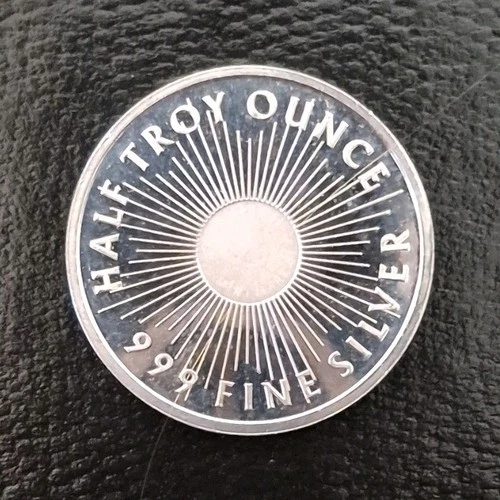 HALF TROY OUNCE
999 FINE SILVER